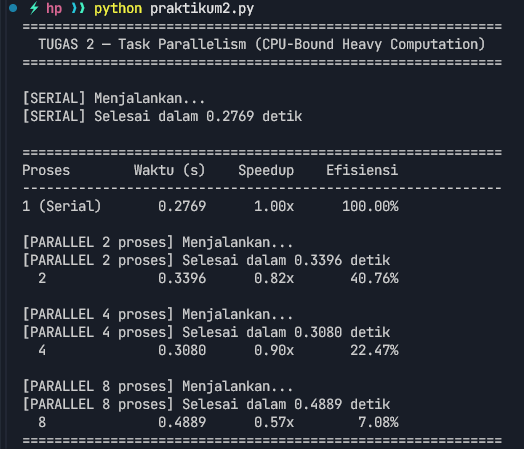 hp python praktikum2.py
============================================================
TUGAS 2 — Task Parallelism (CPU-Bound Heavy Computation)
============================================================
[SERIAL] Menjalankan...
[SERIAL] Selesai dalam 0.2769 detik
============================================================
Proses Waktu (s) Speedup Efisiensi
------------------------------------------------------------
1 (Serial) 0.2769 1.00x 100.00%
[PARALLEL 2 proses] Menjalankan...
[PARALLEL 2 proses] Selesai dalam 0.3396 detik
2 0.3396 0.82x 40.76%
[PARALLEL 4 proses] Menjalankan...
[PARALLEL 4 proses] Selesai dalam 0.3080 detik
4 0.3080 0.90x 22.47%
[PARALLEL 8 proses] Menjalankan...
[PARALLEL 8 proses] Selesai dalam 0.4889 detik
8 0.4889 0.57x 7.08%
============================================================